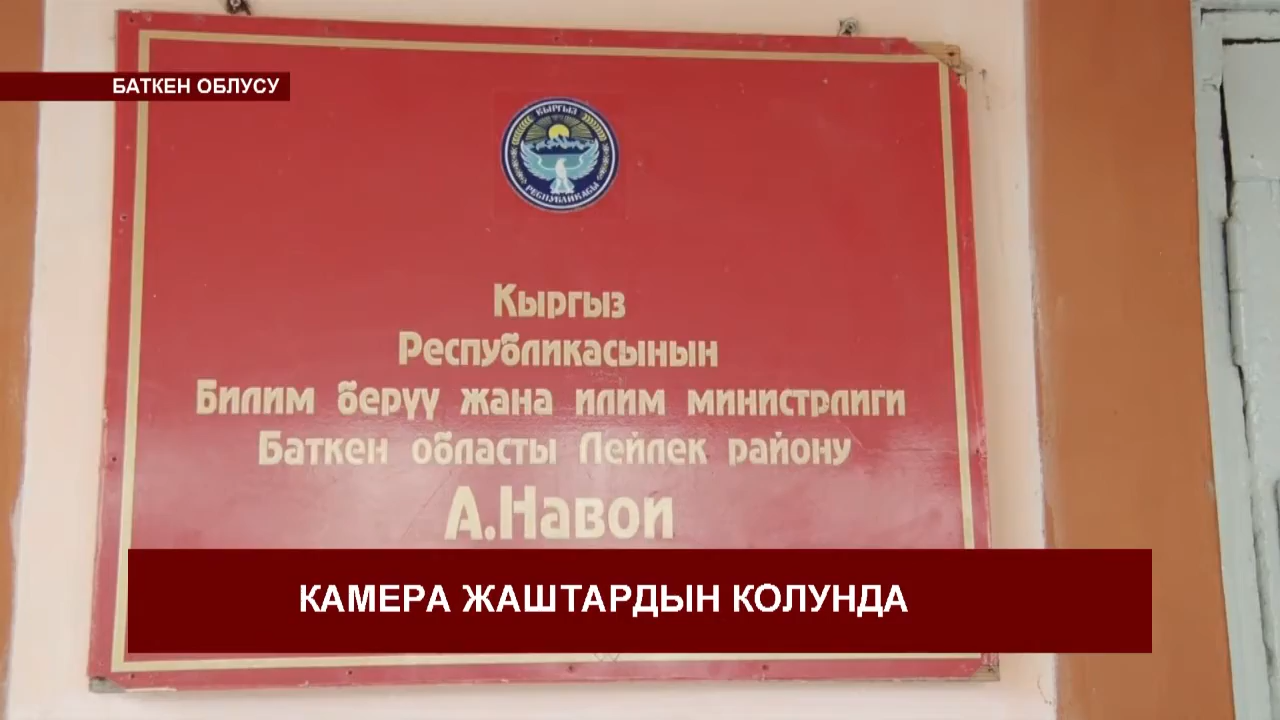 БАТКЕН ОБЛУСУ
КЫРГЫЗ
РЕСПУБЛИКАСЫ
Кыргыз
Республикасынын
Билим берүү жана илим министрлиги
Баткен областы Лейлек району
А.Навои
КАМЕРА ЖАШТАРДЫН КОЛУНДА